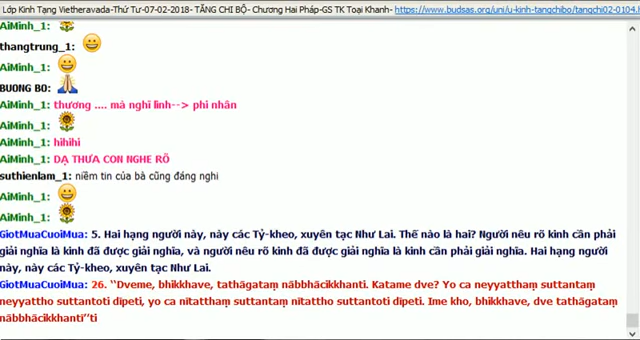 Lớp Kinh Tạng Vietheravada-Thứ Tư-07-02-2018- TĂNG CHI BỘ- Chương Hai Pháp-GS TK Toại Khanh- https://www.budsas.org/uni/u-kinh-tangchibo/tangchi02-0104.h
AiMinh_1:
thangtrung_1:
AiMinh_1:
BUONG BO:
AiMinh_1: thương .... mà nghĩ linh--> phi nhân
AiMinh_1:
AiMinh_1: hihihi
AiMinh_1: DẠ THƯA CON NGHE RÕ
suthienlam_1: niềm tin của bà cũng đáng nghi
AiMinh_1:
AiMinh_1:
GiotMuaCuoiMua: 5. Hai hạng người này, này các Tỷ-kheo, xuyên tạc Như Lai. Thế nào là hai? Người nêu rõ kinh cần phải
giải nghĩa là kinh đã được giải nghĩa, và người nêu rõ kinh đã được giải nghĩa là kinh cần phải giải nghĩa. Hai hạng người
này, này các Tỷ-kheo, xuyên tạc Như Lai.
GiotMuaCuoiMua: 26. ‘‘Dveme, bhikkhave, tathāgataṃ nābbhācikkhanti. Katame dve? Yo ca neyyatthaṃ suttantaṃ
neyyattho suttantoti dīpeti, yo ca nītatthaṃ suttantaṃ nītattho suttantoti dīpeti. Ime kho, bhikkhave, dve tathāgataṃ
nābbhācikkhantī’’ti